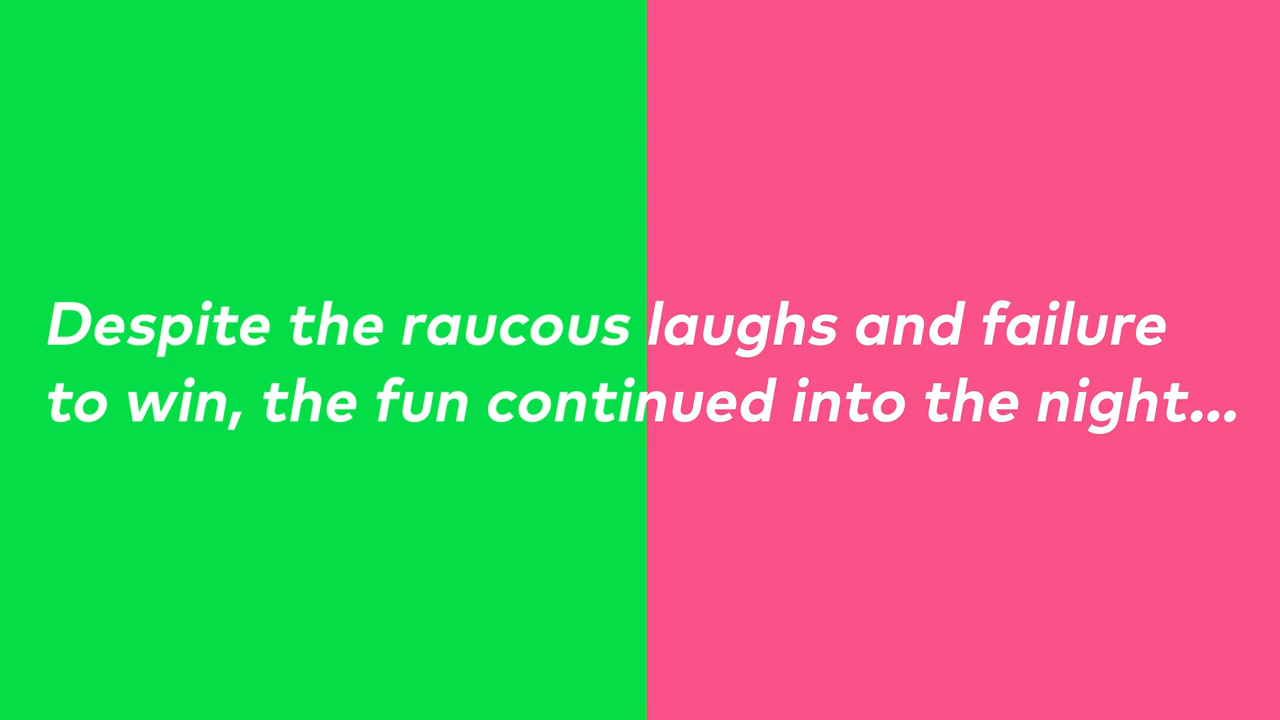 Despite the raucous laughs and failure
to win, the fun continued into the night...